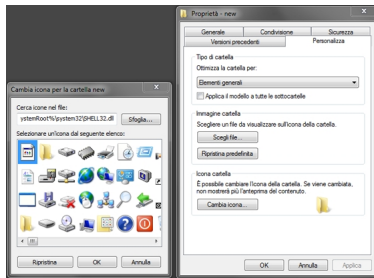 Cambia icona per la cartella new
Cerca icone nel file:
ystemRoot%\system32\SHELL32.dll
Sfoglia...
Selezionare un'icona dal seguente elenco:
Ripristina
OK
Annulla
Proprietà - new
Generale
Condivisione
Sicurezza
Versioni precedenti
Personalizza
Tipo di cartella
Ottimizza la cartella per:
Elementi generali
Applica il modello a tutte le sottocartelle
Immagine cartella
Scegliere un file da visualizzare sull'icona della cartella.
Scegli file...
Ripristina predefinita
Icona cartella
È possibile cambiare l'icona della cartella. Se viene cambiata,
non mostrerà più l'anteprima del contenuto.
Cambia icona...
OK
Annulla
Applica